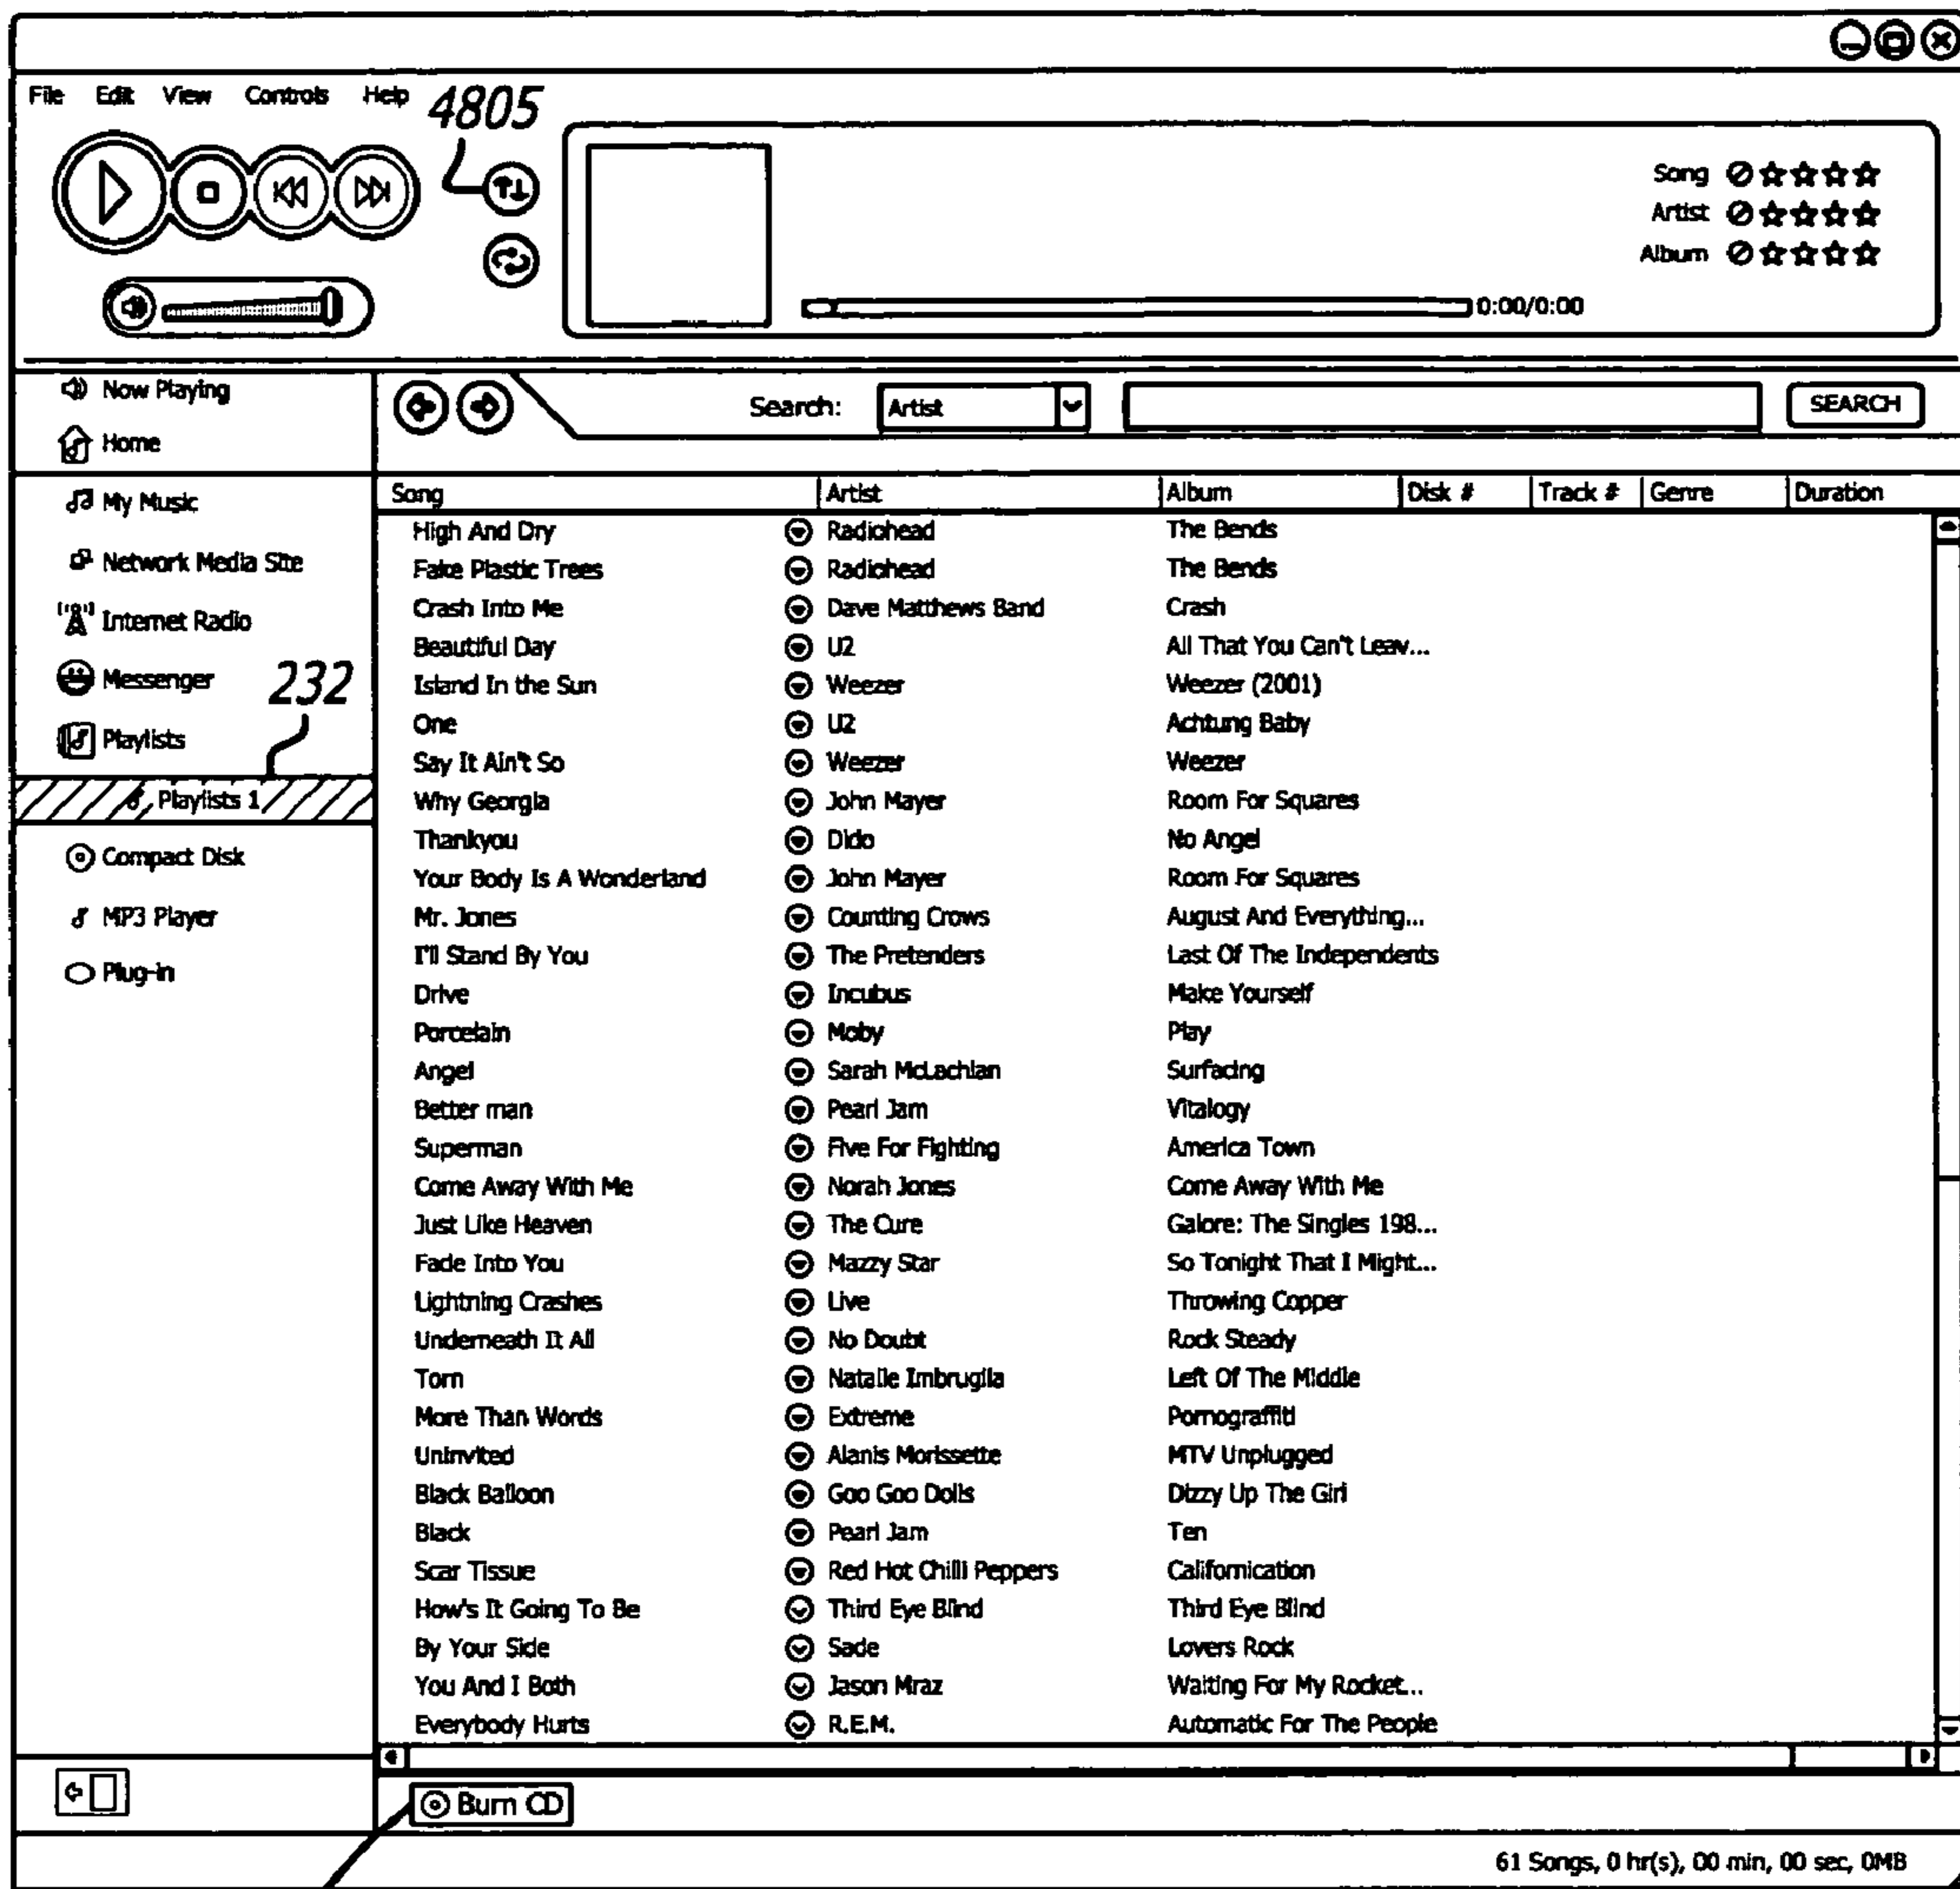 File Edit View Controls Help
4805
Song
Artist
Album
0:00/0:00
Now Playing
Home
My Music
Network Media Site
Internet Radio
Messenger
232
Playlists
Playlists 1
Compact Disk
MP3 Player
Plug-in
Search: Artist SEARCH
Song Artist Album Disk # Track # Genre Duration
High And Dry Radiohead The Bends
Fake Plastic Trees Radiohead The Bends
Crash Into Me Dave Matthews Band Crash
Beautiful Day U2 All That You Can't Leav...
Island In the Sun Weezer Weezer (2001)
One U2 Achtung Baby
Say It Ain't So Weezer Weezer
Why Georgia John Mayer Room For Squares
Thankyou Dido No Angel
Your Body Is A Wonderland John Mayer Room For Squares
Mr. Jones Counting Crows August And Everything...
I'll Stand By You The Pretenders Last Of The Independents
Drive Incubus Make Yourself
Porcelain Moby Play
Angel Sarah McLachlan Surfacing
Better man Pearl Jam Vitalogy
Superman Five For Fighting America Town
Come Away With Me Norah Jones Come Away With Me
Just Like Heaven The Cure Galore: The Singles 198...
Fade Into You Mazzy Star So Tonight That I Might...
Lightning Crashes Live Throwing Copper
Underneath It All No Doubt Rock Steady
Torn Natalie Imbruglia Left Of The Middle
More Than Words Extreme Pornograffitti
Uninvited Alanis Morissette MTV Unplugged
Black Balloon Goo Goo Dolls Dizzy Up The Girl
Black Pearl Jam Ten
Scar Tissue Red Hot Chilli Peppers Californication
How's It Going To Be Third Eye Blind Third Eye Blind
By Your Side Sade Lovers Rock
You And I Both Jason Mraz Waiting For My Rocket...
Everybody Hurts R.E.M. Automatic For The People
Burn CD
61 Songs, 0 hr(s), 00 min, 00 sec, 0MB